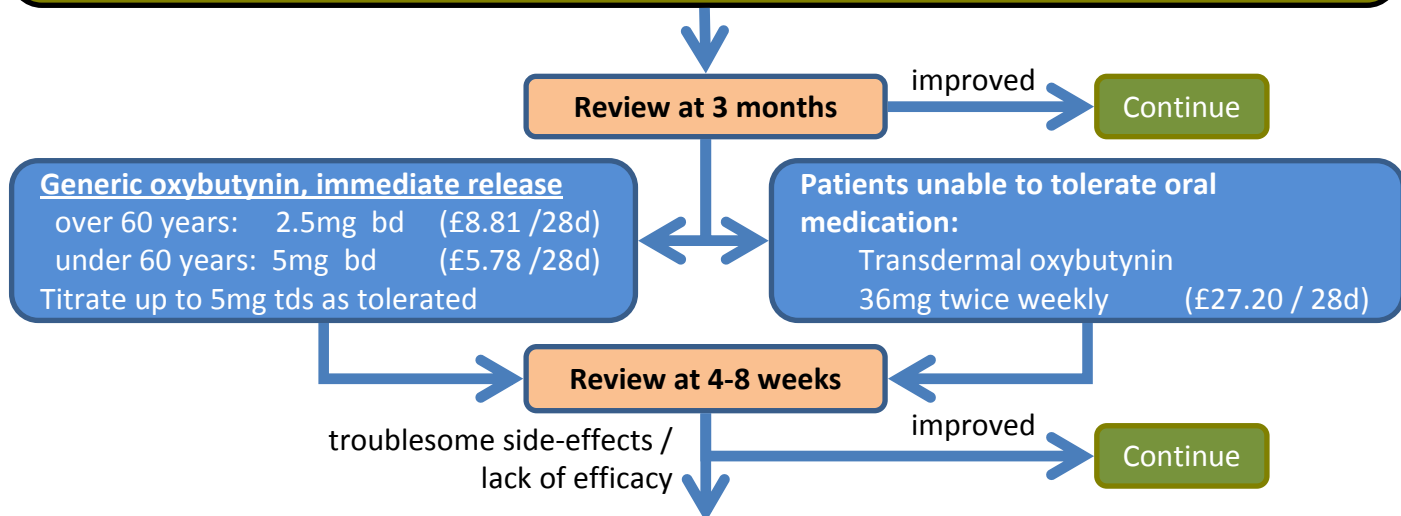 Review at 3 months
improved
Continue
Generic oxybutynin, immediate release
over 60 years: 2.5mg bd (£8.81 /28d)
under 60 years: 5mg bd (£5.78 /28d)
Titrate up to 5mg tds as tolerated
Patients unable to tolerate oral
medication:
Transdermal oxybutynin
36mg twice weekly (£27.20 / 28d)
Review at 4-8 weeks
troublesome side-effects /
lack of efficacy
improved
Continue